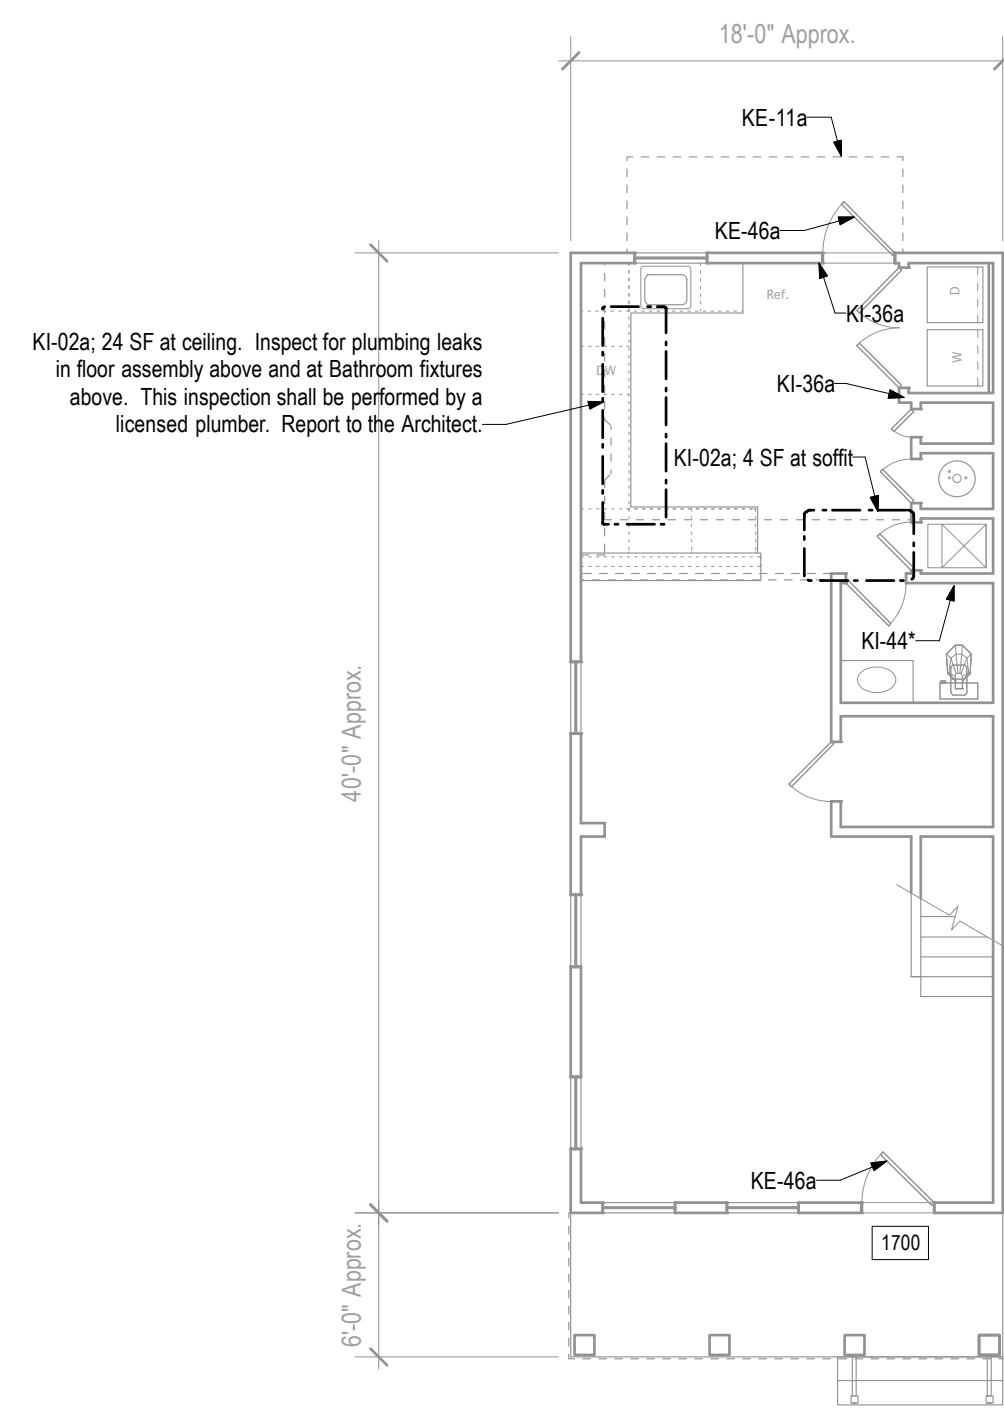 18'-0" Approx.
KE-11a
KE-46a
Ref.
D
KI-36a
W
KI-02a; 24 SF at ceiling. Inspect for plumbing leaks
in floor assembly above and at Bathroom fixtures
above. This inspection shall be performed by a
licensed plumber. Report to the Architect.
DW
KI-36a
KI-02a; 4 SF at soffit
KI-44*
40'-0" Approx.
KE-46a
1700
6'-0" Approx.